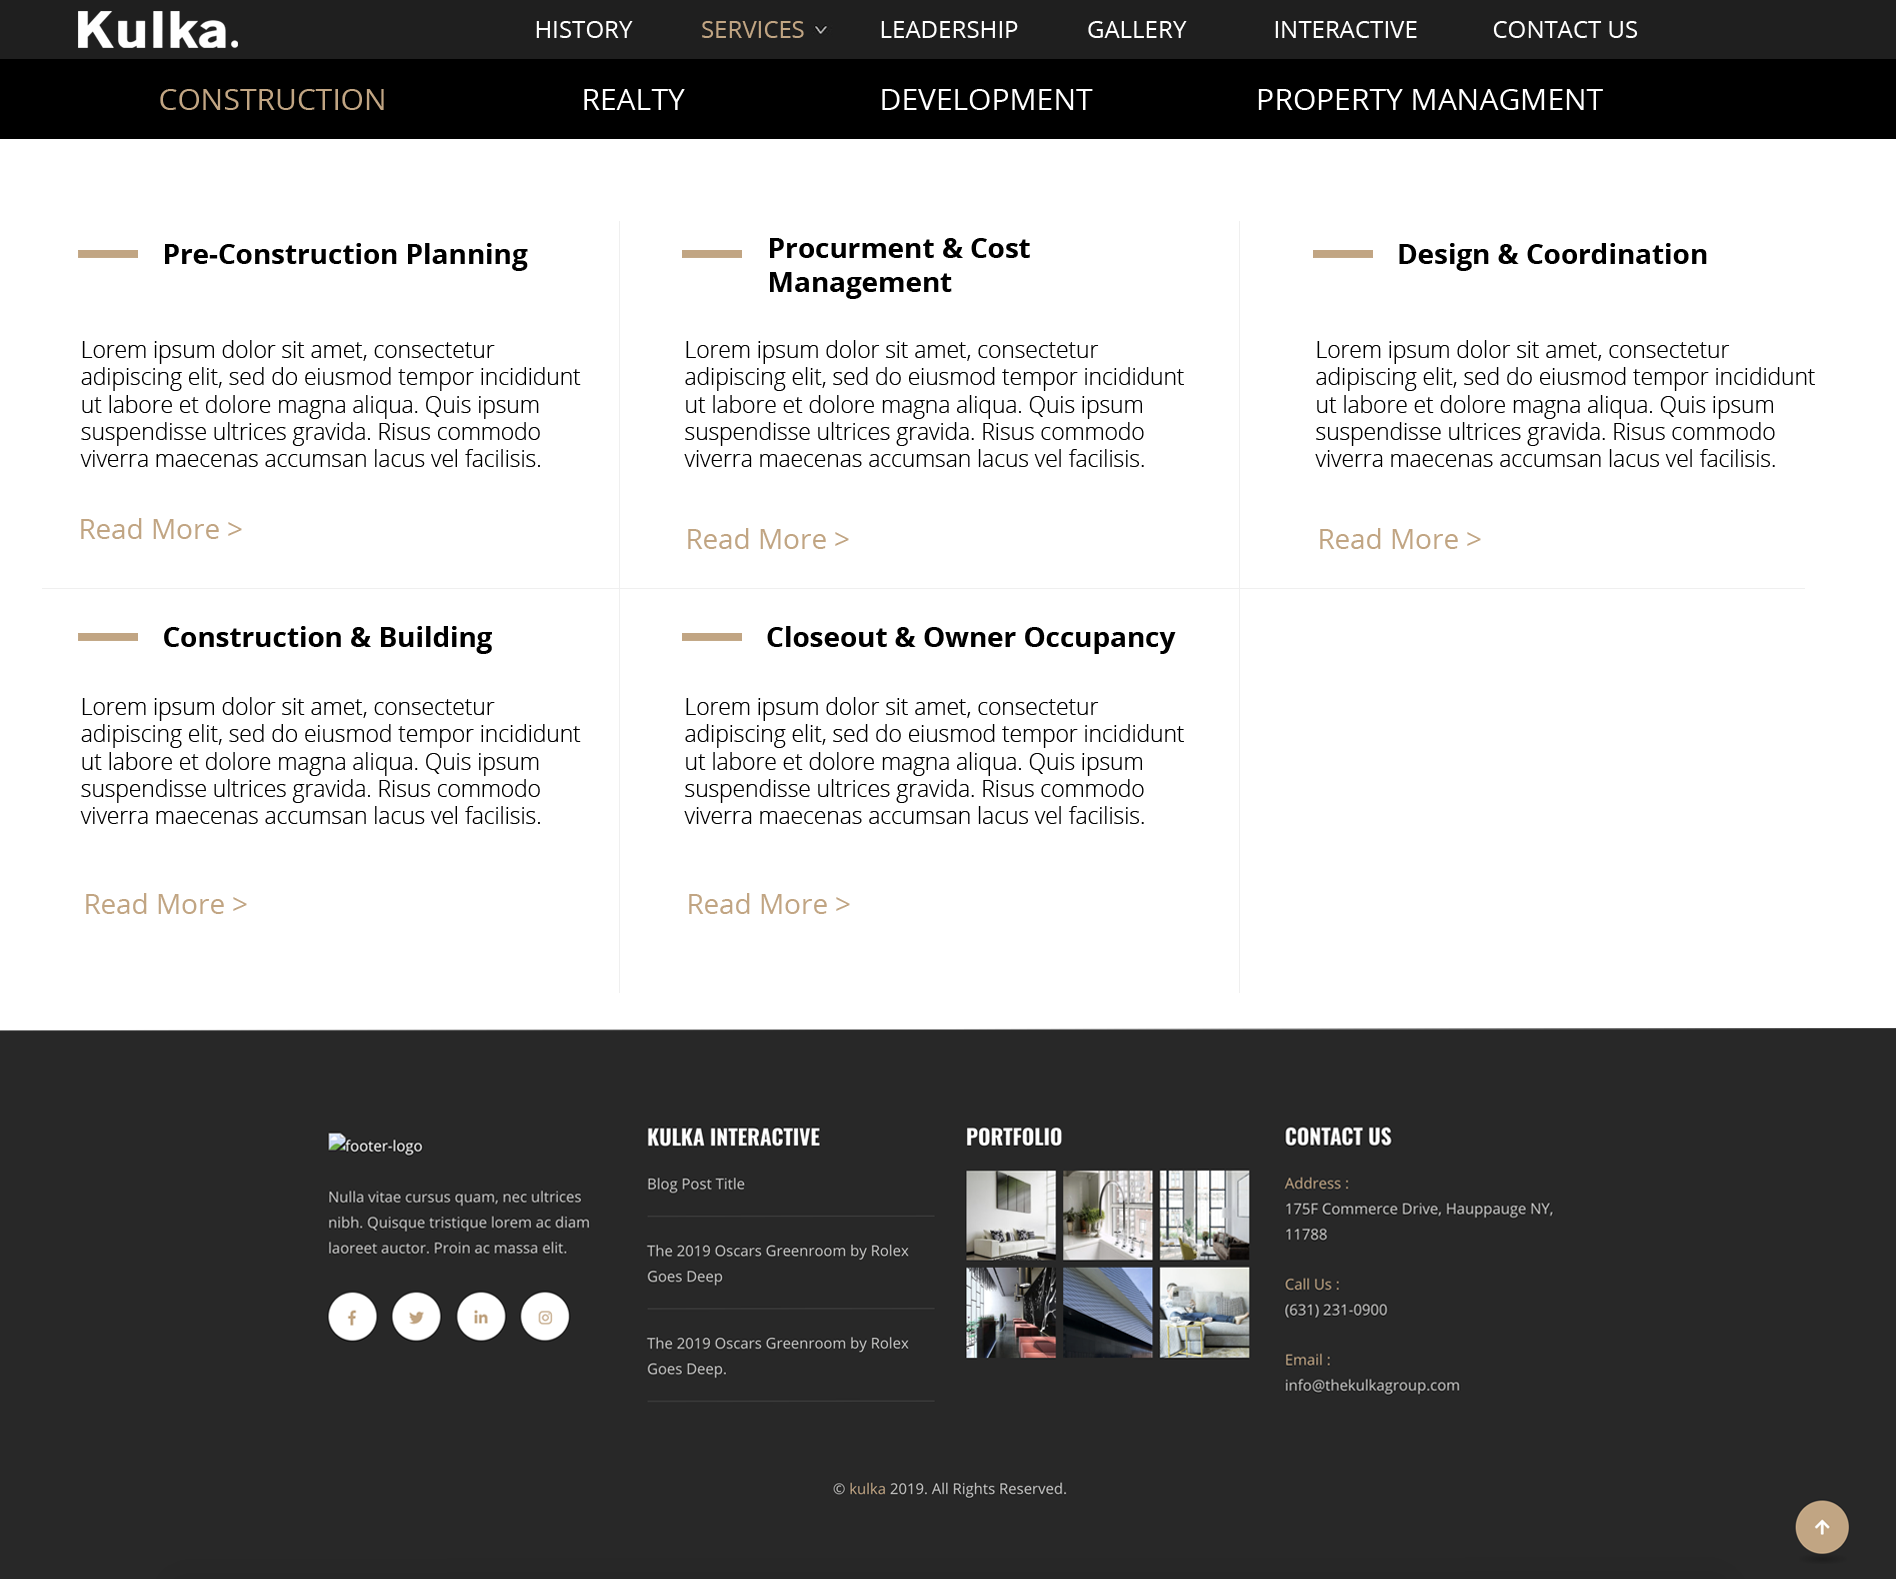 Kulka.
HISTORY
SERVICES
LEADERSHIP
GALLERY
INTERACTIVE
CONTACT US
CONSTRUCTION
REALTY
DEVELOPMENT
PROPERTY MANAGMENT
Pre-Construction Planning
Lorem ipsum dolor sit amet, consectetur
adipiscing elit, sed do eiusmod tempor incididunt
ut labore et dolore magna aliqua. Quis ipsum
suspendisse ultrices gravida. Risus commodo
viverra maecenas accumsan lacus vel facilisis.
Read More >
Procurment & Cost
Management
Lorem ipsum dolor sit amet, consectetur
adipiscing elit, sed do eiusmod tempor incididunt
ut labore et dolore magna aliqua. Quis ipsum
suspendisse ultrices gravida. Risus commodo
viverra maecenas accumsan lacus vel facilisis.
Read More >
Design & Coordination
Lorem ipsum dolor sit amet, consectetur
adipiscing elit, sed do eiusmod tempor incididunt
ut labore et dolore magna aliqua. Quis ipsum
suspendisse ultrices gravida. Risus commodo
viverra maecenas accumsan lacus vel facilisis.
Read More >
Construction & Building
Lorem ipsum dolor sit amet, consectetur
adipiscing elit, sed do eiusmod tempor incididunt
ut labore et dolore magna aliqua. Quis ipsum
suspendisse ultrices gravida. Risus commodo
viverra maecenas accumsan lacus vel facilisis.
Read More >
Closeout & Owner Occupancy
Lorem ipsum dolor sit amet, consectetur
adipiscing elit, sed do eiusmod tempor incididunt
ut labore et dolore magna aliqua. Quis ipsum
suspendisse ultrices gravida. Risus commodo
viverra maecenas accumsan lacus vel facilisis.
Read More >
footer-logo
Nulla vitae cursus quam, nec ultrices
nibh. Quisque tristique lorem ac diam
laoreet auctor. Proin ac massa elit.
KULKA INTERACTIVE
Blog Post Title
The 2019 Oscars Greenroom by Rolex
Goes Deep
The 2019 Oscars Greenroom by Rolex
Goes Deep.
PORTFOLIO
CONTACT US
Address :
175F Commerce Drive, Hauppauge NY,
11788
Call Us :
(631) 231-0900
Email :
info@thekulkagroup.com
© kulka 2019. All Rights Reserved.